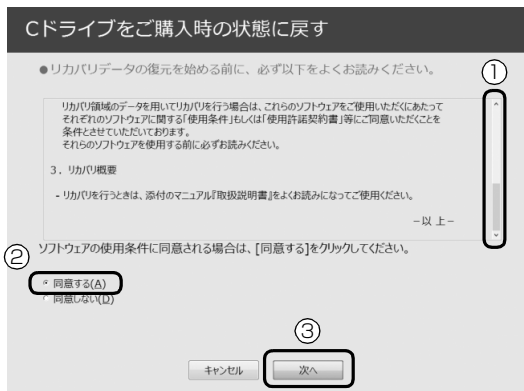 Cドライブをご購入時の状態に戻す
●リカバリデータの復元を始める前に、必ず以下をよくお読みください。
①
リカバリ領域のデータを用いてリカバリを行う場合は、これらのソフトウェアをご使用いただくにあたって
それぞれのソフトウェアに関する「使用条件」もしくは「使用許諾契約書」等にご同意いただくことを
条件とさせていただいております。
それらのソフトウェアを使用する前に必ずお読みください。
3．リカバリ概要
- リカバリを行うときは、添付のマニュアル『取扱説明書』をよくお読みになってご使用ください。
－以 上－
ソフトウェアの使用条件に同意される場合は、[同意する]をクリックしてください。
②
同意する(A)
同意しない(D)
③
キャンセル 次へ